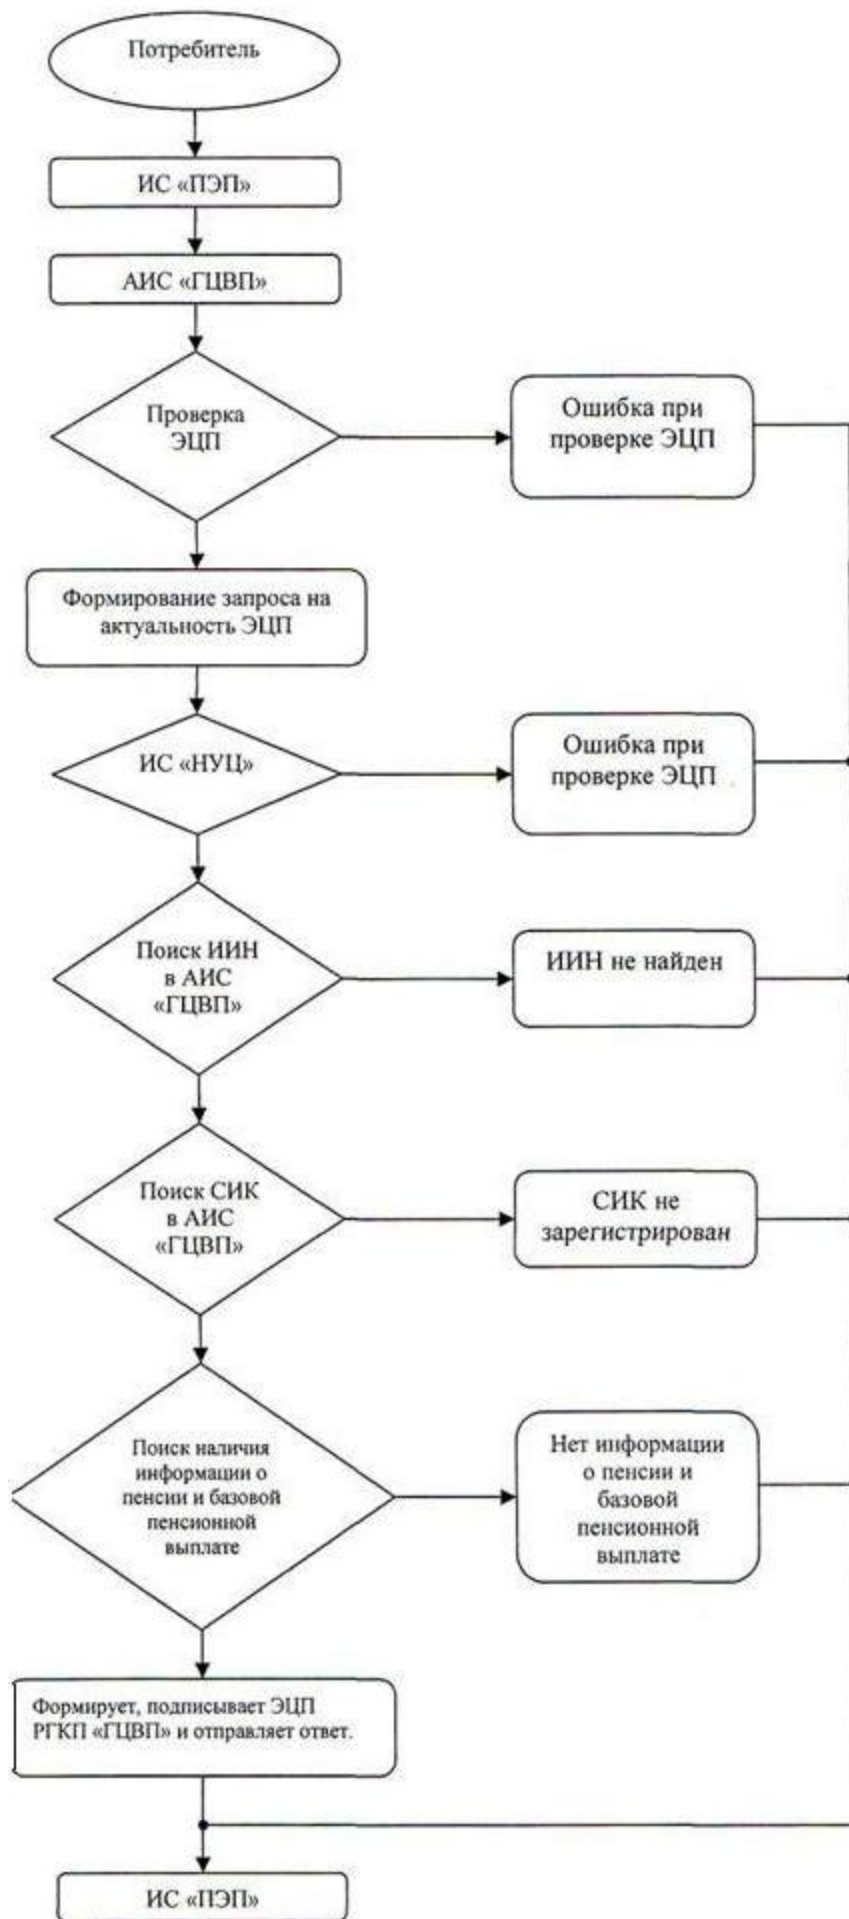 Потребитель
ИС «ПЭП»
АИС «ГЦВП»
Проверка
ЭЦП
Ошибка при
проверке ЭЦП
Формирование запроса на
актуальность ЭЦП
ИС «НУЦ»
Ошибка при
проверке ЭЦП
Поиск ИИН
в АИС
«ГЦВП»
ИИН не найден
Поиск СИК
в АИС
«ГЦВП»
СИК не
зарегистрирован
Поиск наличия
информации о
пенсии и базовой
пенсионной
выплате
Нет информации
о пенсии и
базовой
пенсионной
выплате
Формирует, подписывает ЭЦП
РГКП «ГЦВП» и отправляет ответ.
ИС «ПЭП»